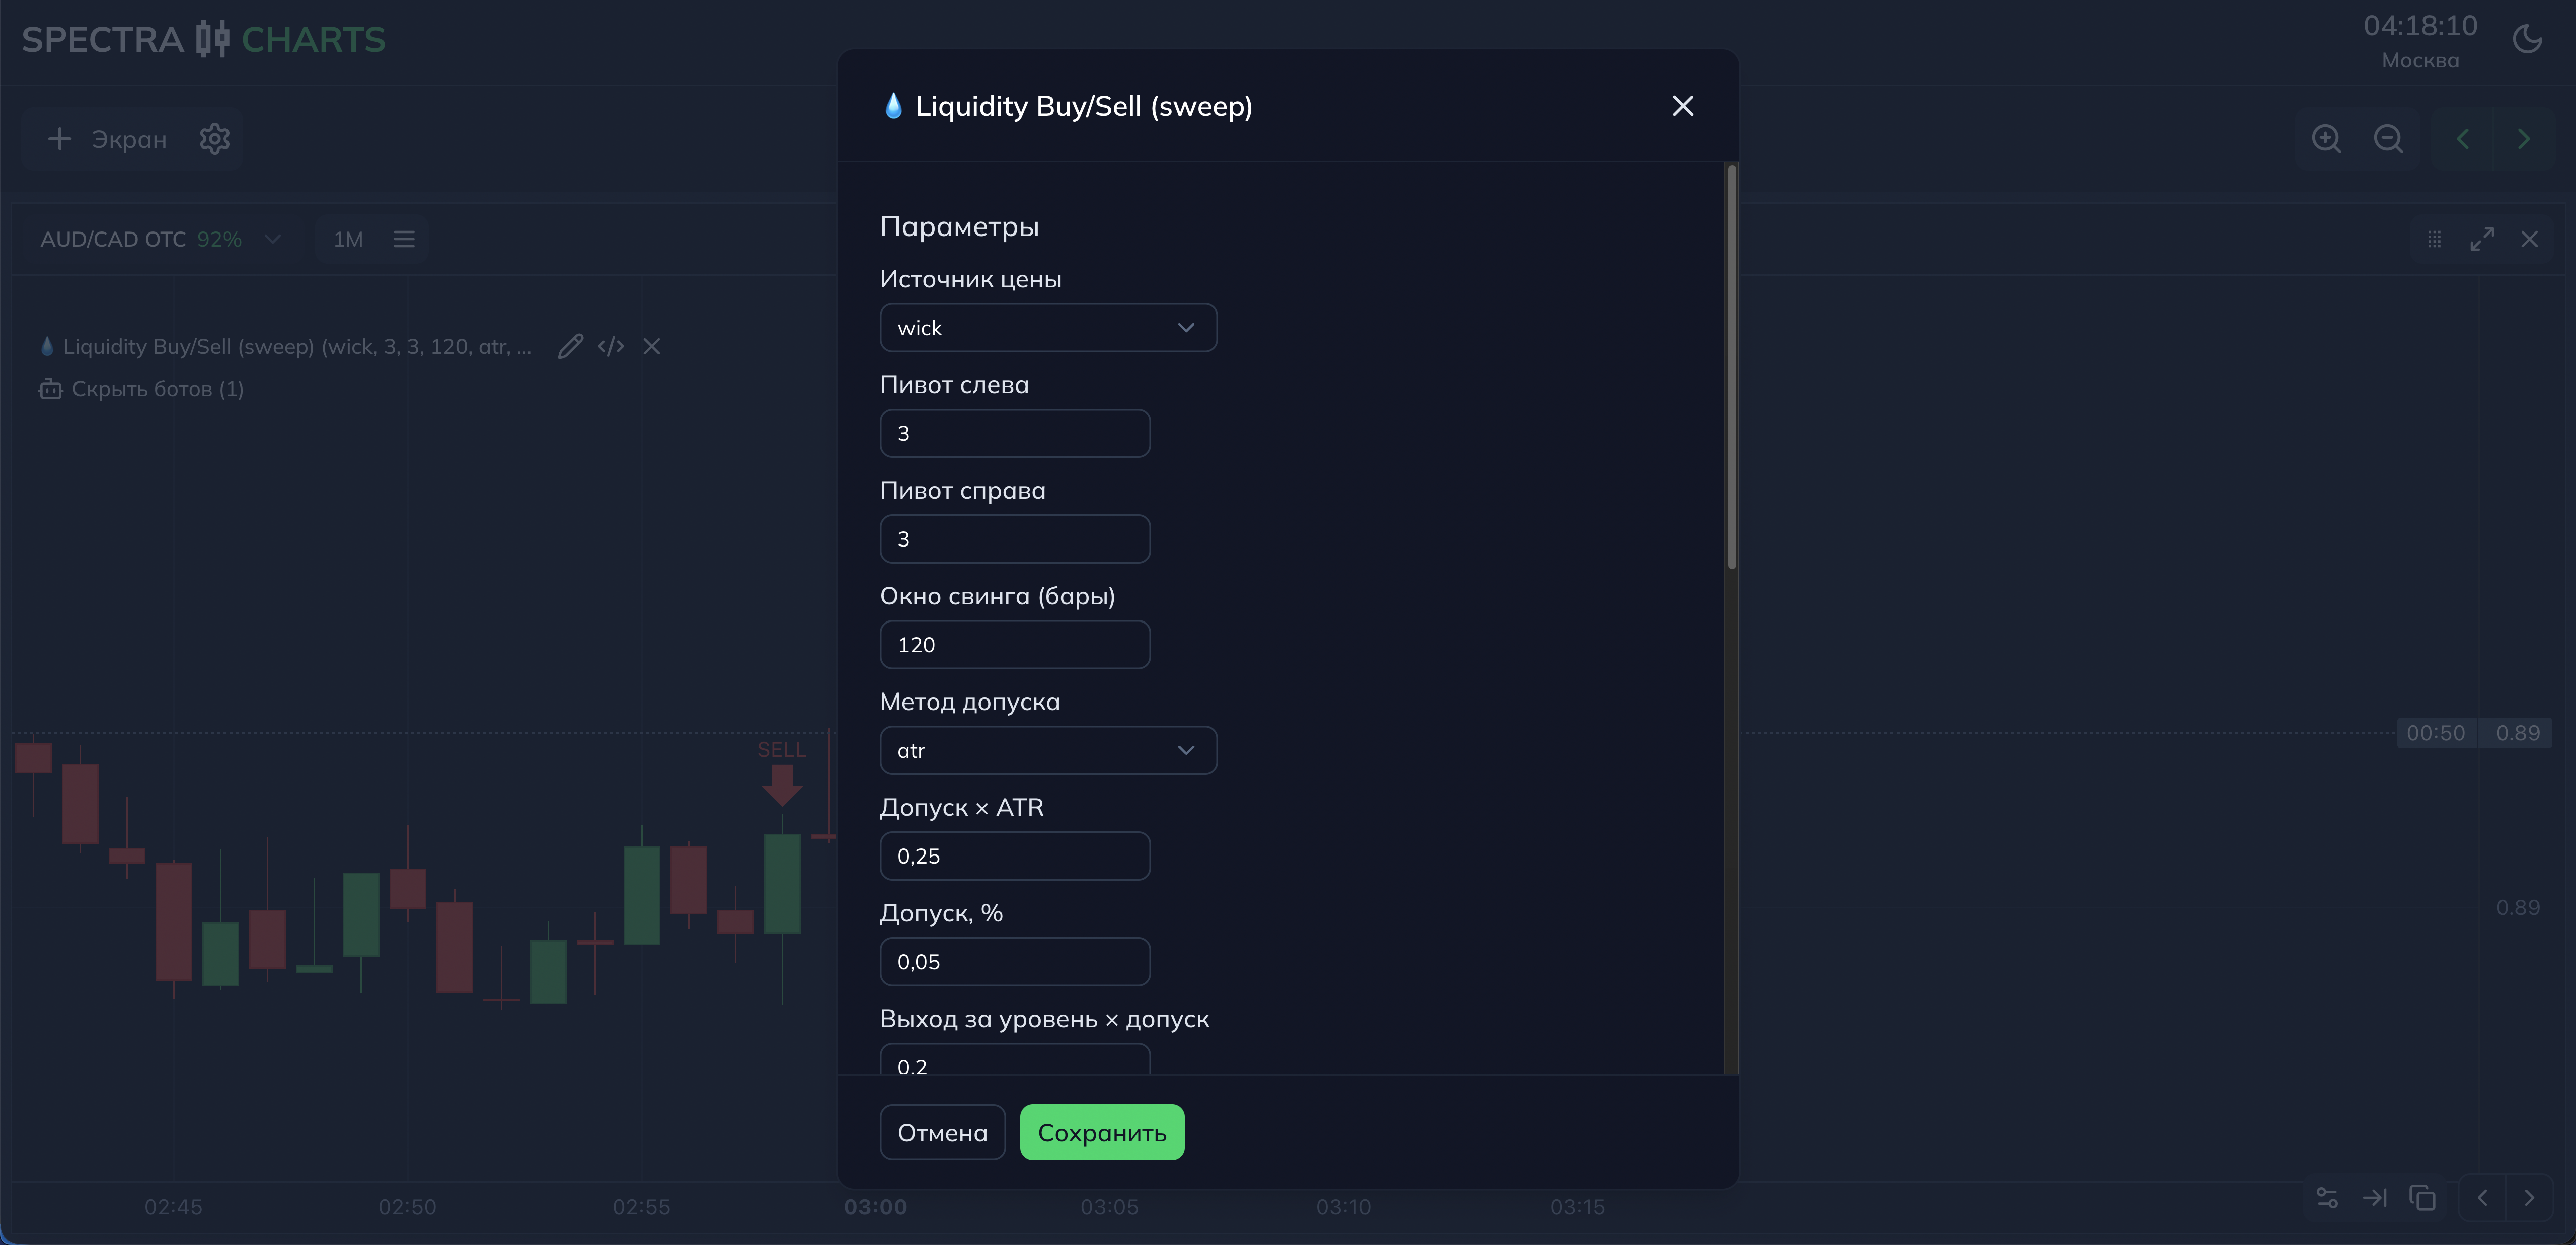 SPECTRA CHARTS
04:18:10
Москва
Экран
AUD/CAD OTC 92%
1M
Liquidity Buy/Sell (sweep) (wick, 3, 3, 120, atr, ...
Скрыть ботов (1)
SELL
Liquidity Buy/Sell (sweep)
Параметры
Источник цены
wick
Пивот слева
3
Пивот справа
3
Окно свинга (бары)
120
Метод допуска
atr
Допуск × ATR
0,25
Допуск, %
0,05
Выход за уровень × допуск
0,2
Отмена
Сохранить
00:50 0.89
0.89
02:45 02:50 02:55 03:00 03:05 03:10 03:15